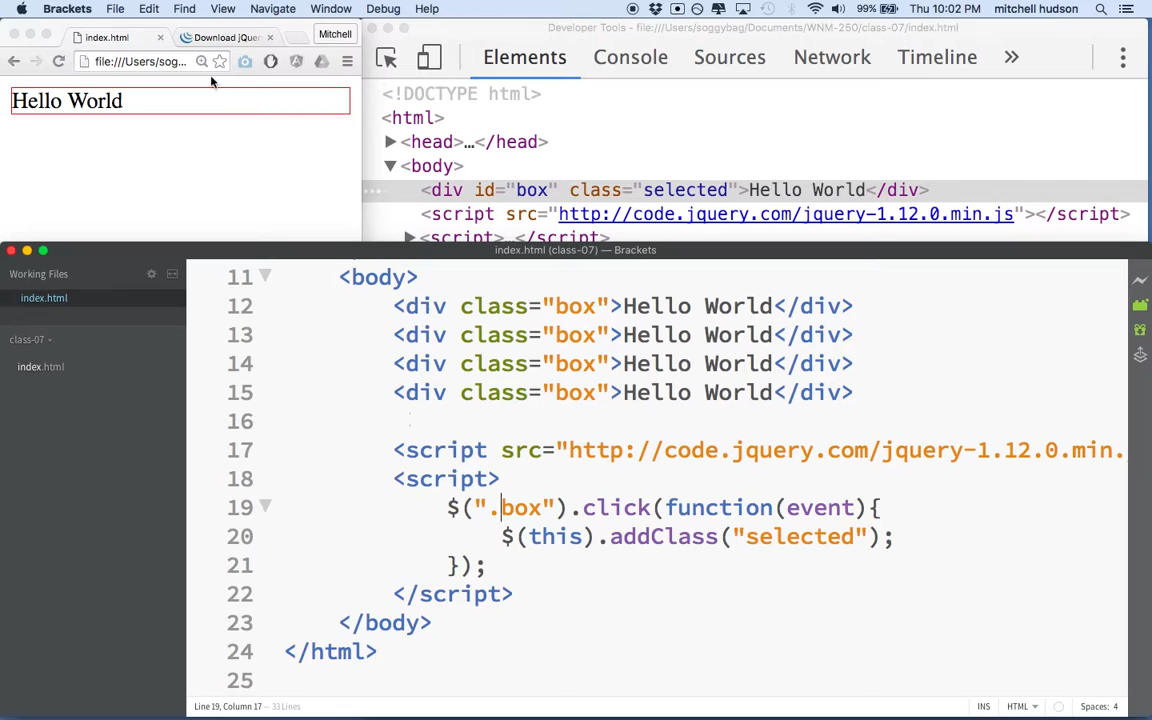 Brackets File Edit Find View Navigate Window Debug Help 99% Thu 10:02 PM mitchell hudson
index.html × Download jQue × Mitchell
Developer Tools - file:///Users/soggybag/Documents/WNM-250/class-07/index.html
file:///Users/sog...
Elements Console Sources Network Timeline »
Hello World
<!DOCTYPE html>
<html>
▶<head>…</head>
▼<body>
… <div id="box" class="selected">Hello World</div>
<script src="http://code.jquery.com/jquery-1.12.0.min.js"></script>
▶<script>…</script>
index.html (class-07) — Brackets
Working Files
index.html
class-07
index.html
11 <body>
12 <div class="box">Hello World</div>
13 <div class="box">Hello World</div>
14 <div class="box">Hello World</div>
15 <div class="box">Hello World</div>
16
17 <script src="http://code.jquery.com/jquery-1.12.0.min.
18 <script>
19 $(".box").click(function(event){
20 $(this).addClass("selected");
21 });
22 </script>
23 </body>
24 </html>
25
Line 19, Column 17 — 33 Lines INS HTML Spaces: 4